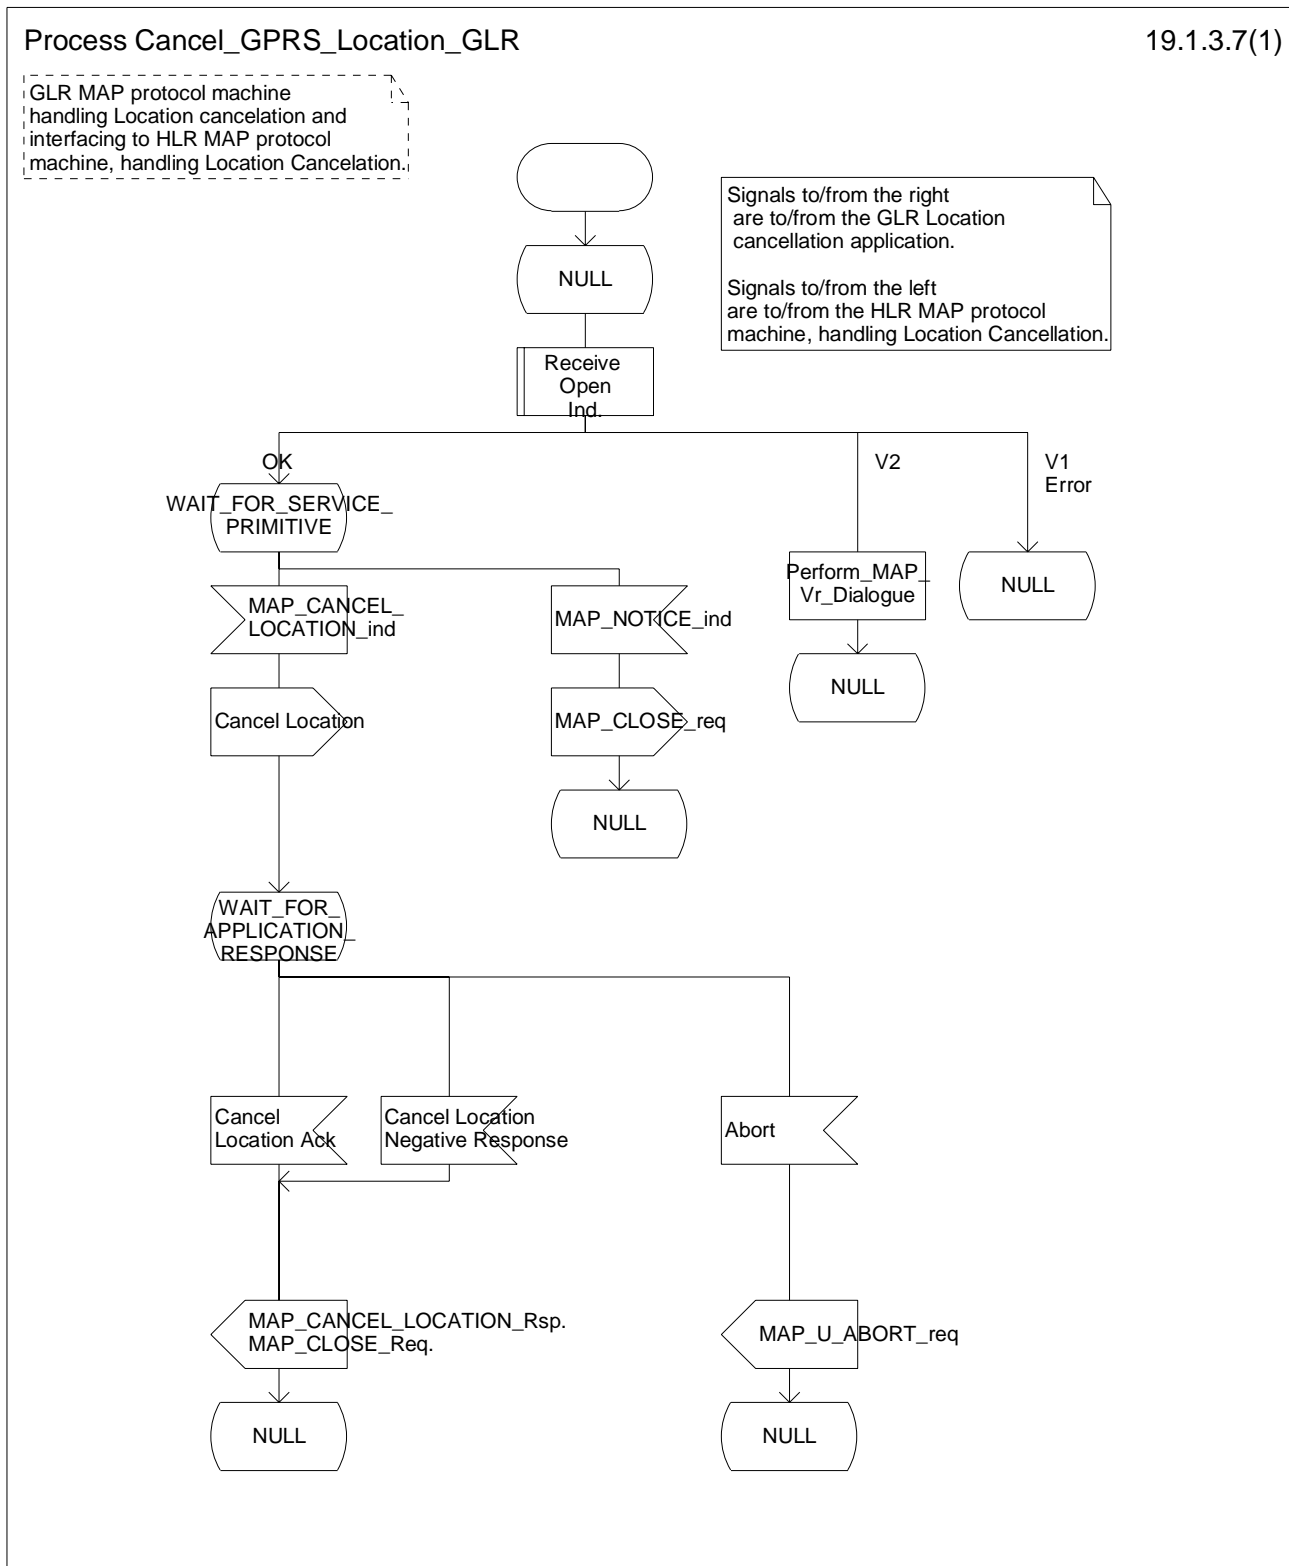 Process Cancel_GPRS_Location_GLR
19.1.3.7(1)
GLR MAP protocol machine
handling Location cancelation and
interfacing to HLR MAP protocol
machine, handling Location Cancelation.
Signals to/from the right
are to/from the GLR Location
cancellation application.
Signals to/from the left
are to/from the HLR MAP protocol
machine, handling Location Cancellation.
NULL
Receive
Open
Ind.
OK
V2
V1
Error
WAIT_FOR_SERVICE_
PRIMITIVE
Perform_MAP_
Vr_Dialogue
NULL
MAP_CANCEL_
LOCATION_ind
MAP_NOTICE_ind
NULL
Cancel Location
MAP_CLOSE_req
NULL
WAIT_FOR_
APPLICATION_
RESPONSE
Cancel
Location Ack
Cancel Location
Negative Response
Abort
MAP_CANCEL_LOCATION_Rsp.
MAP_CLOSE_Req.
MAP_U_ABORT_req
NULL
NULL